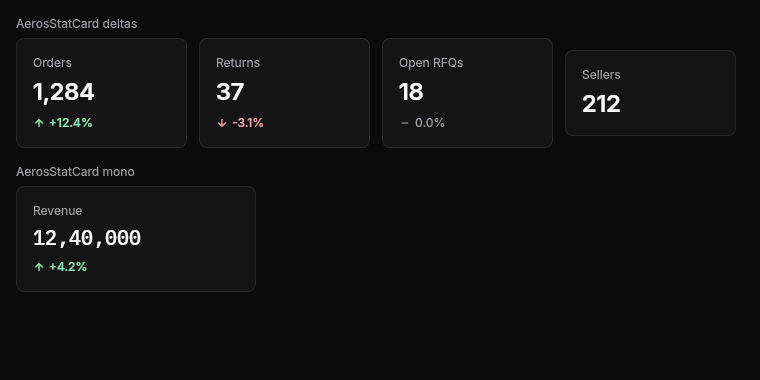 AerosStatCard deltas
Orders
1,284
↑ +12.4%
Returns
37
↓ -3.1%
Open RFQs
18
– 0.0%
Sellers
212
AerosStatCard mono
Revenue
12,40,000
↑ +4.2%